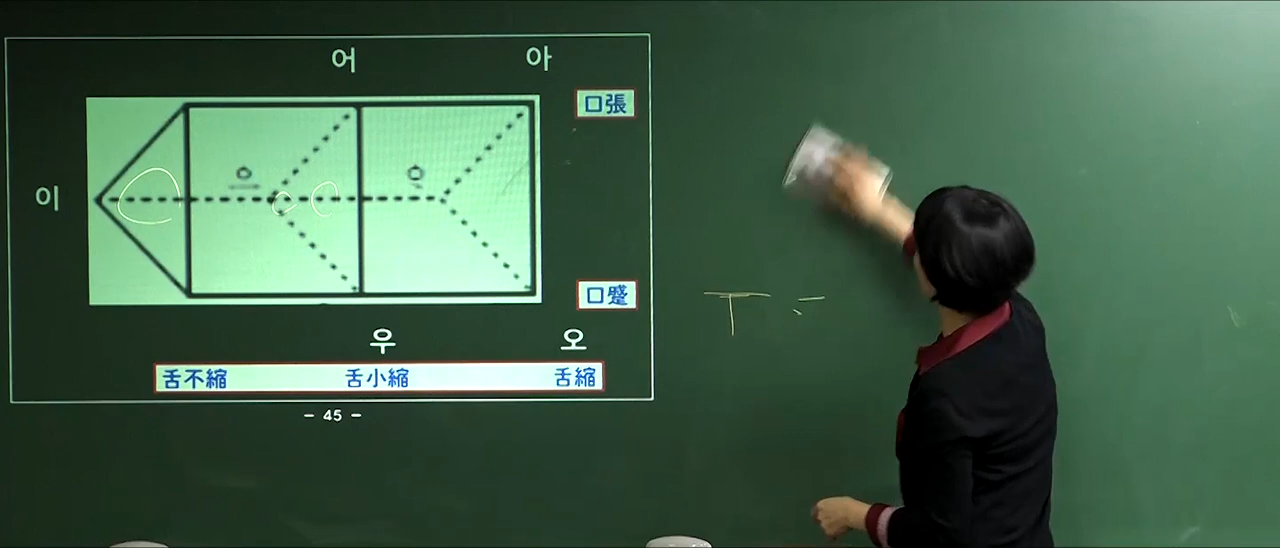 어 아
口張
이 으 ᄋᆞ
口蹙
우 오
舌不縮 舌小縮 舌縮
- 45 -
ㅜ